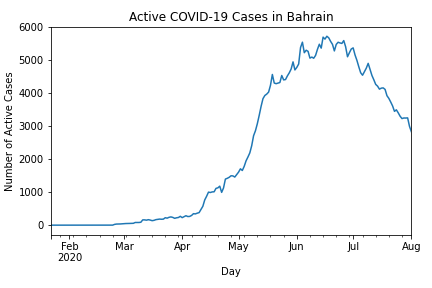 Active COVID-19 Cases in Bahrain
Number of Active Cases
6000
5000
4000
3000
2000
1000
0
Feb Mar Apr May Jun Jul Aug
2020
Day